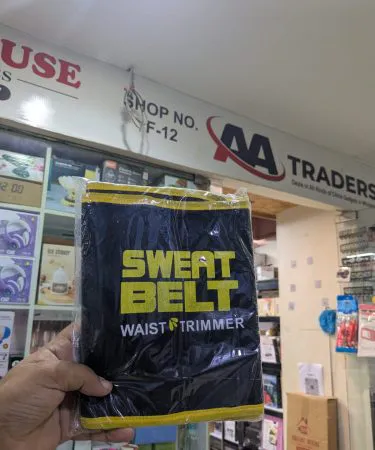 USE
SHOP NO.
F-12
AA
TRADERS
SWEAT
BELT
WAIST TRIMMER